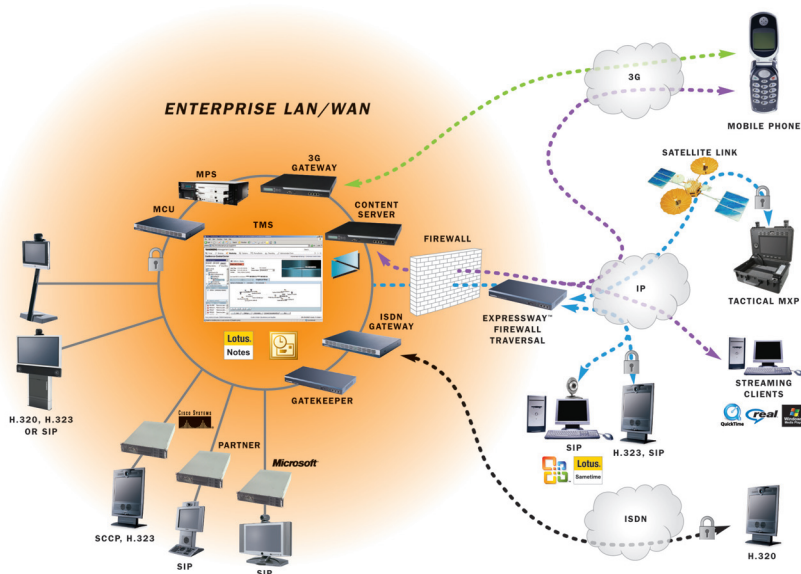 3G
MOBILE PHONE
ENTERPRISE LAN/WAN
3G
GATEWAY
MPS
SATELLITE LINK
MCU
CONTENT
SERVER
TMS
FIREWALL
IP
TACTICAL MXP
EXPRESSWAY™
FIREWALL
TRAVERSAL
ISDN
GATEWAY
Lotus.
Notes
GATEKEEPER
STREAMING
CLIENTS
QuickTime
real
Windows
H.320, H.323
OR SIP
CISCO SYSTEMS
PARTNER
Microsoft
SIP
H.323, SIP
Lotus.
Sametime
SCCP, H.323
SIP
SIP
ISDN
H.320